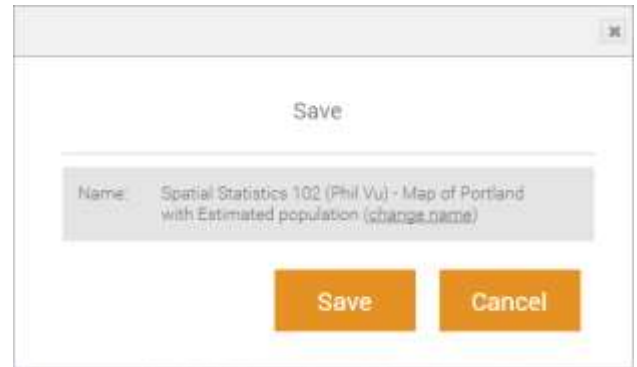 Save
Name: Spatial Statistics 102 (Phil Vu) - Map of Portland
with Estimated population (change name)
Save Cancel